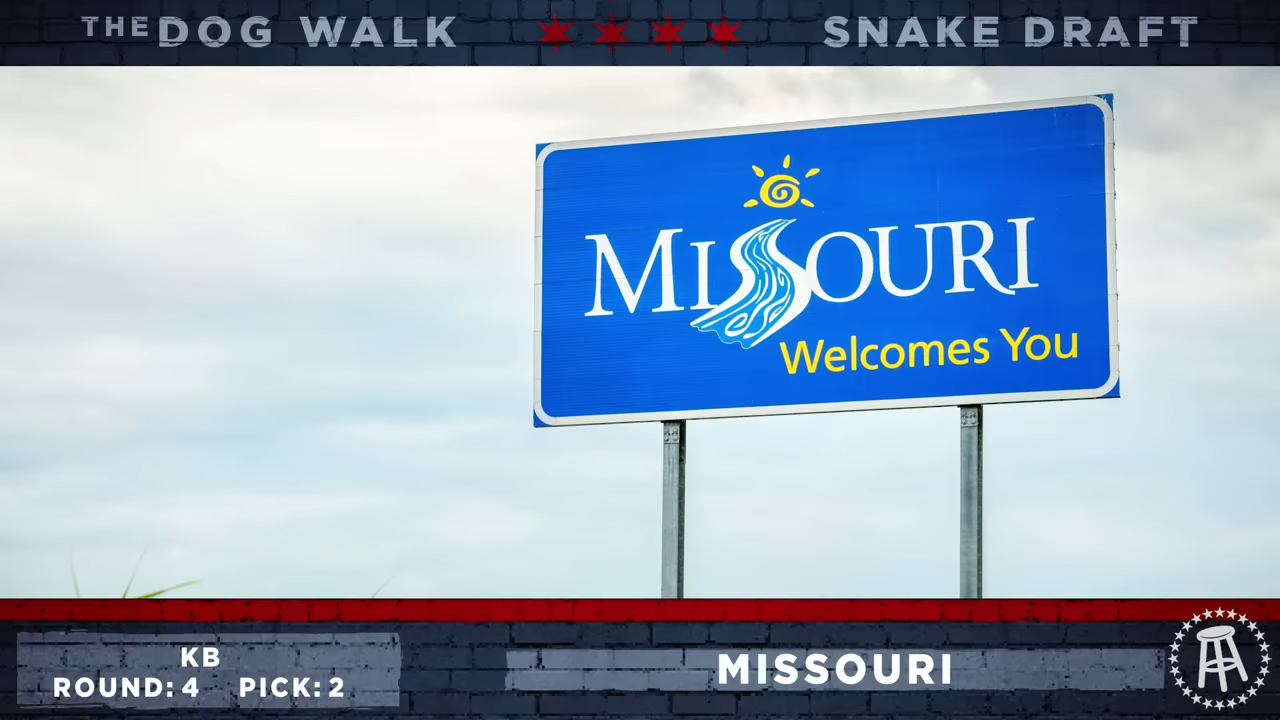 THE DOG WALK
SNAKE DRAFT
MISSOURI
Welcomes You
KB
ROUND: 4 PICK: 2
MISSOURI